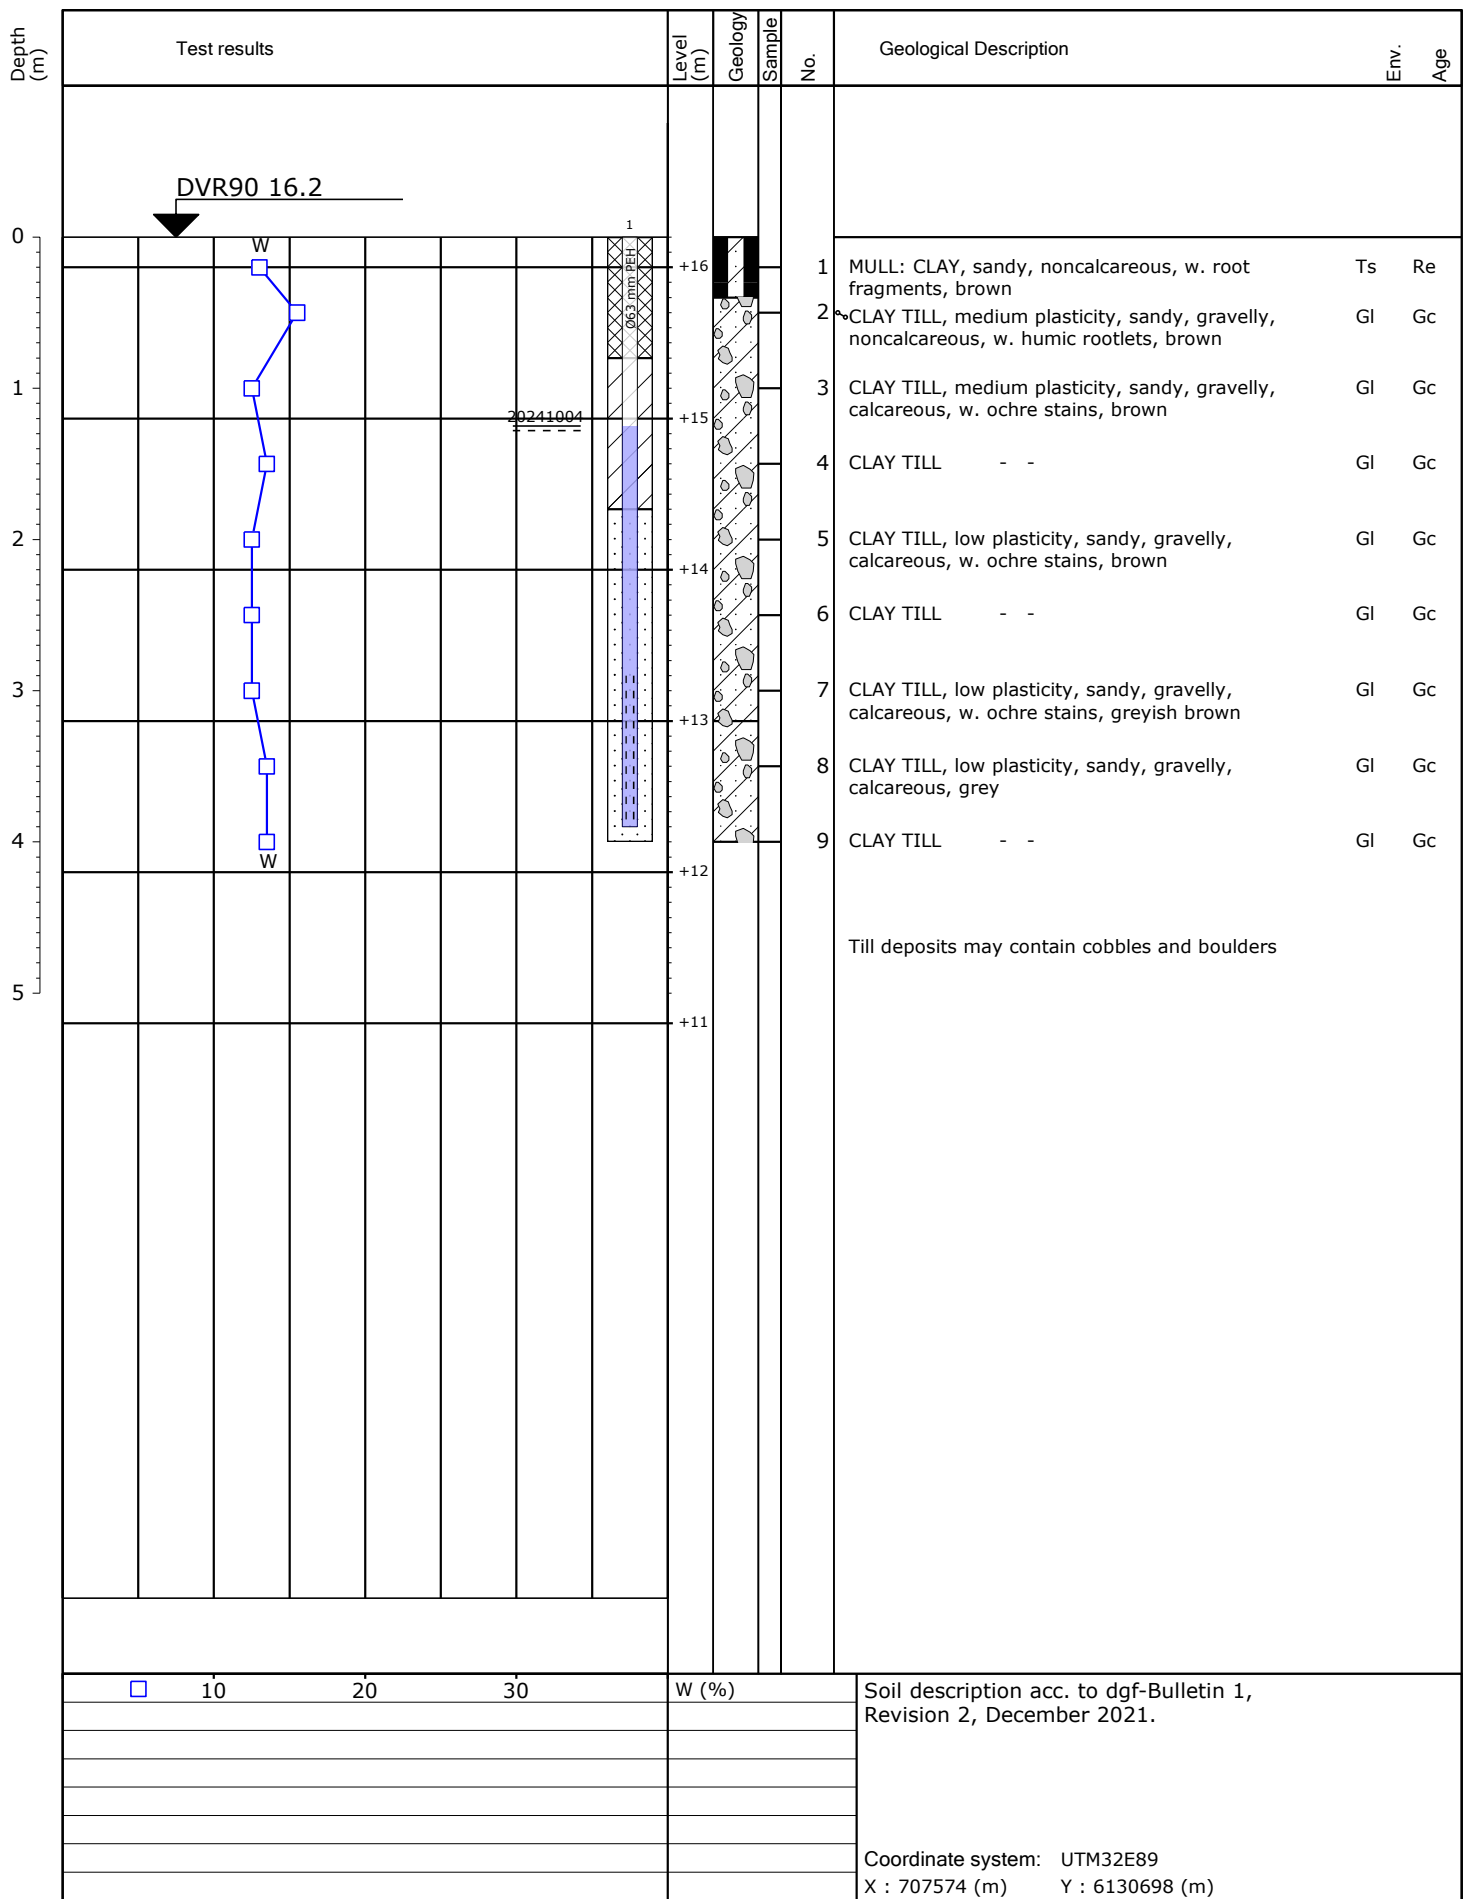 Depth (m)
Test results
Level (m)
Geology
Sample
No.
Geological Description
Env.
Age
DVR90 16.2
0
W
1
Ø63 mm PEH
+16
1 MULL: CLAY, sandy, noncalcareous, w. root Ts Re
fragments, brown
2 CLAY TILL, medium plasticity, sandy, gravelly, Gl Gc
noncalcareous, w. humic rootlets, brown
1
3 CLAY TILL, medium plasticity, sandy, gravelly, Gl Gc
calcareous, w. ochre stains, brown
20241004
+15
4 CLAY TILL - - Gl Gc
2
5 CLAY TILL, low plasticity, sandy, gravelly, Gl Gc
calcareous, w. ochre stains, brown
+14
6 CLAY TILL - - Gl Gc
3
7 CLAY TILL, low plasticity, sandy, gravelly, Gl Gc
calcareous, w. ochre stains, greyish brown
+13
8 CLAY TILL, low plasticity, sandy, gravelly, Gl Gc
calcareous, grey
4
9 CLAY TILL - - Gl Gc
W
+12
Till deposits may contain cobbles and boulders
5
+11
10 20 30 W (%)
Soil description acc. to dgf-Bulletin 1,
Revision 2, December 2021.
Coordinate system: UTM32E89
X : 707574 (m) Y : 6130698 (m)